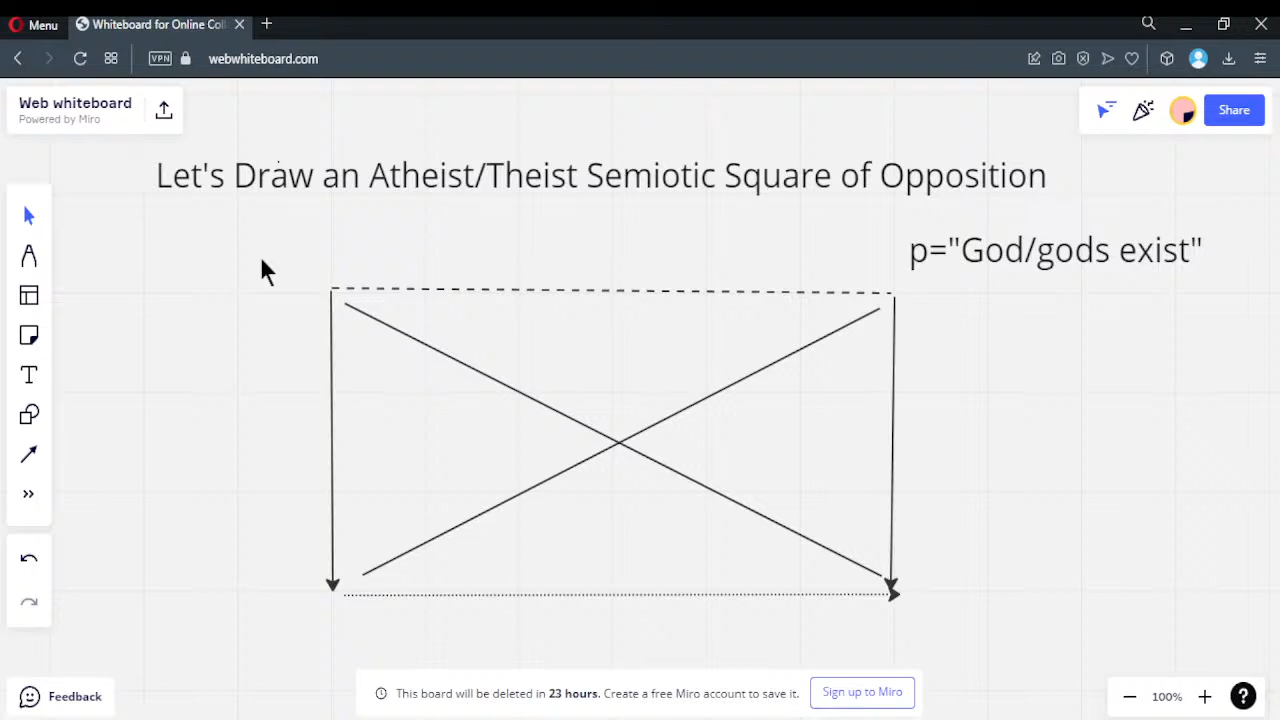 Menu
Whiteboard for Online Col
VPN
webwhiteboard.com
Web whiteboard
Powered by Miro
Share
Let's Draw an Atheist/Theist Semiotic Square of Opposition
p="God/gods exist"
T
Feedback
This board will be deleted in 23 hours. Create a free Miro account to save it.
Sign up to Miro
100%